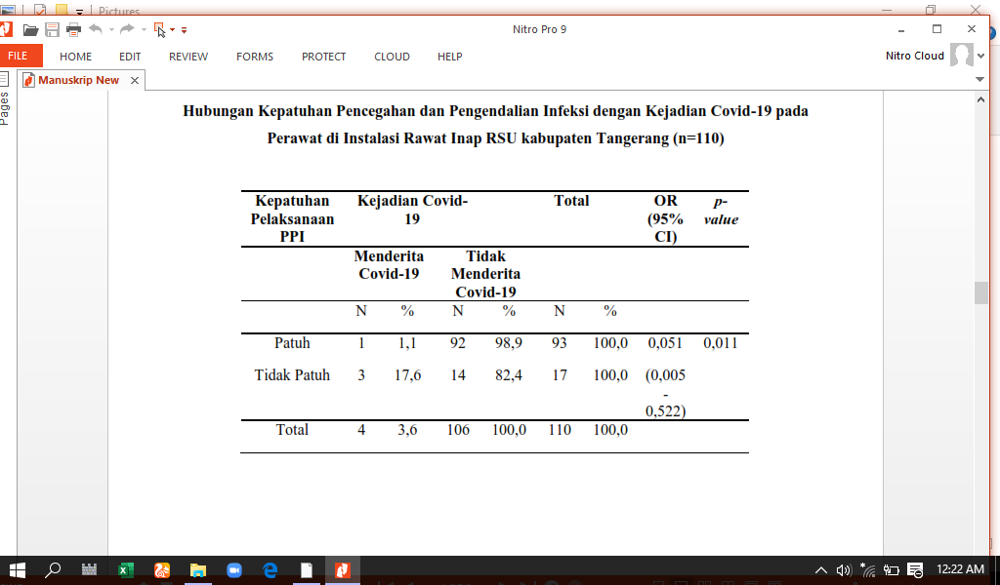 Pictures
Nitro Pro 9
FILE HOME EDIT REVIEW FORMS PROTECT CLOUD HELP Nitro Cloud
Manuskrip New
Pages
Hubungan Kepatuhan Pencegahan dan Pengendalian Infeksi dengan Kejadian Covid-19 pada
Perawat di Instalasi Rawat Inap RSU kabupaten Tangerang (n=110)
Kepatuhan Kejadian Covid- Total OR p-
Pelaksanaan 19 (95% value
PPI CI)
Menderita Tidak
Covid-19 Menderita
Covid-19
N % N % N %
Patuh 1 1,1 92 98,9 93 100,0 0,051 0,011
Tidak Patuh 3 17,6 14 82,4 17 100,0 (0,005
-
0,522)
Total 4 3,6 106 100,0 110 100,0
12:22 AM